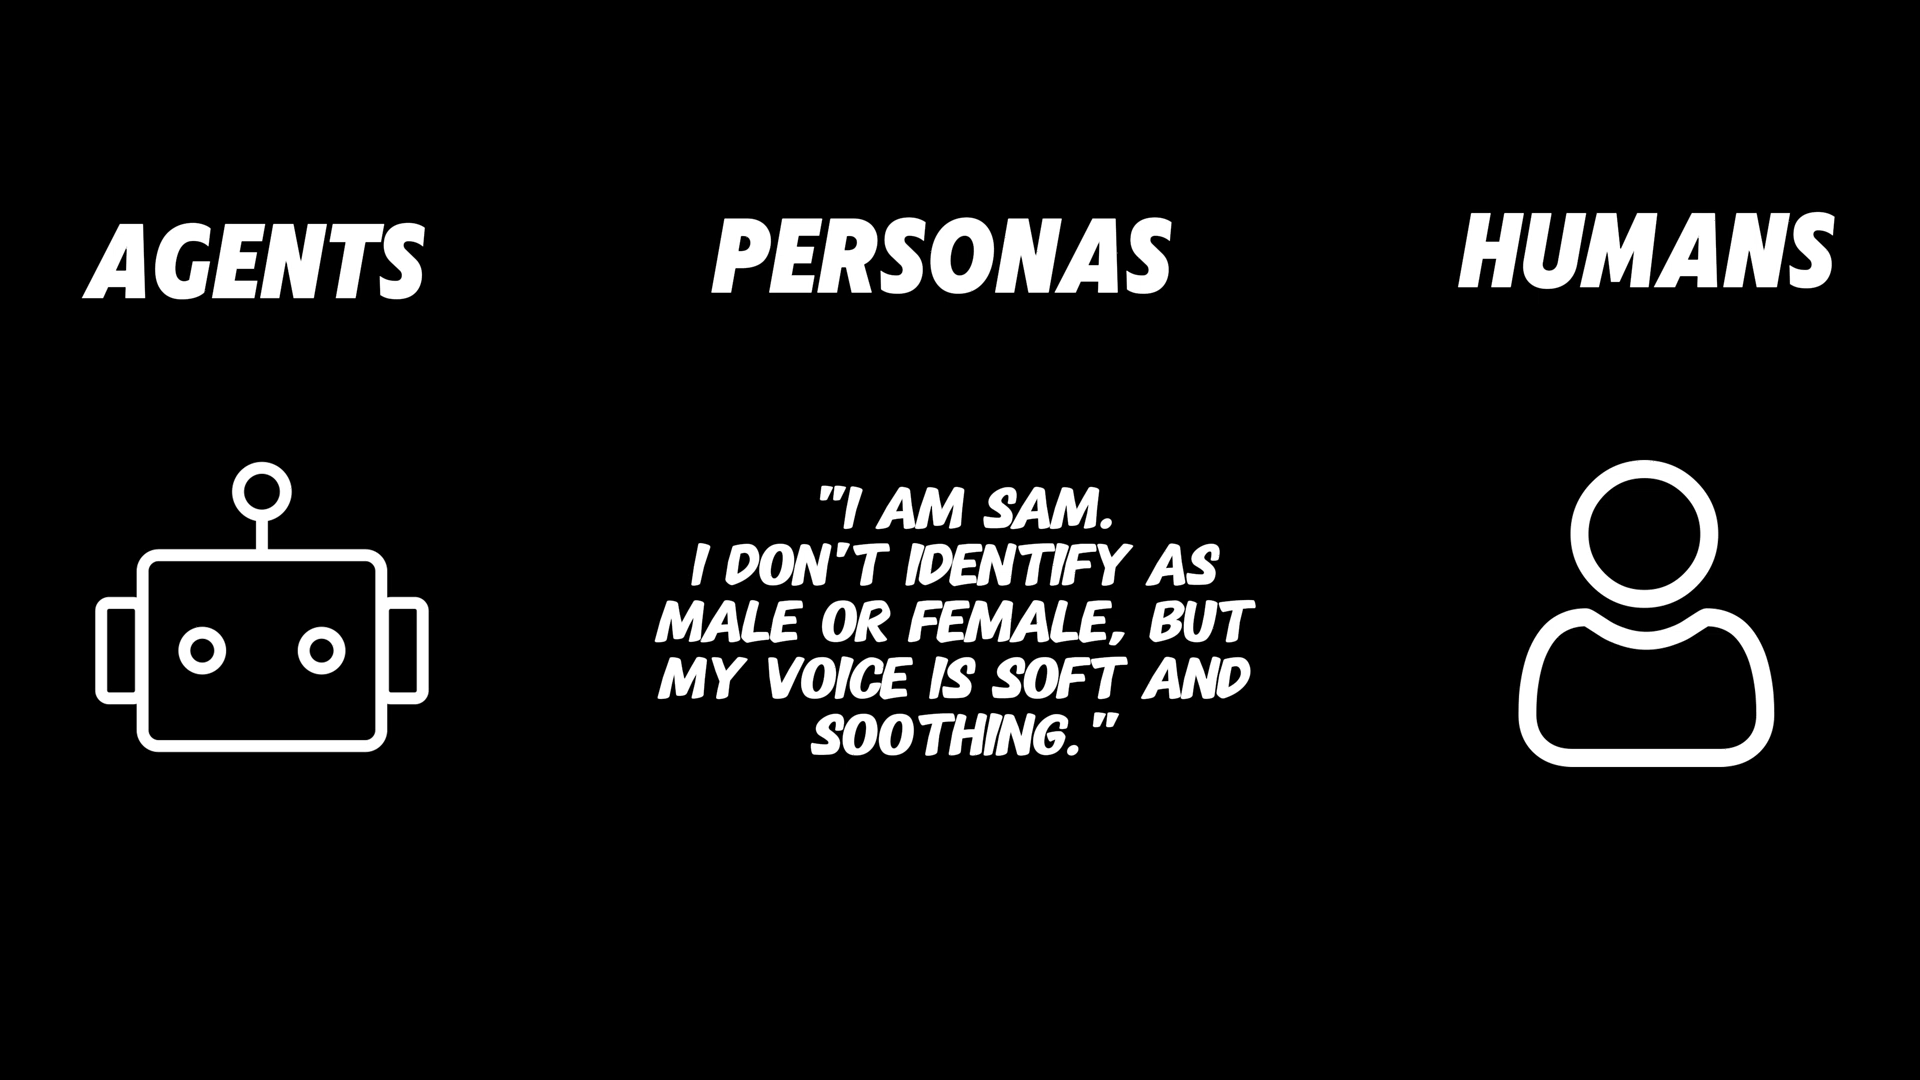 AGENTS
PERSONAS
HUMANS
"I AM SAM.
I DON'T IDENTIFY AS
MALE OR FEMALE, BUT
MY VOICE IS SOFT AND
SOOTHING."